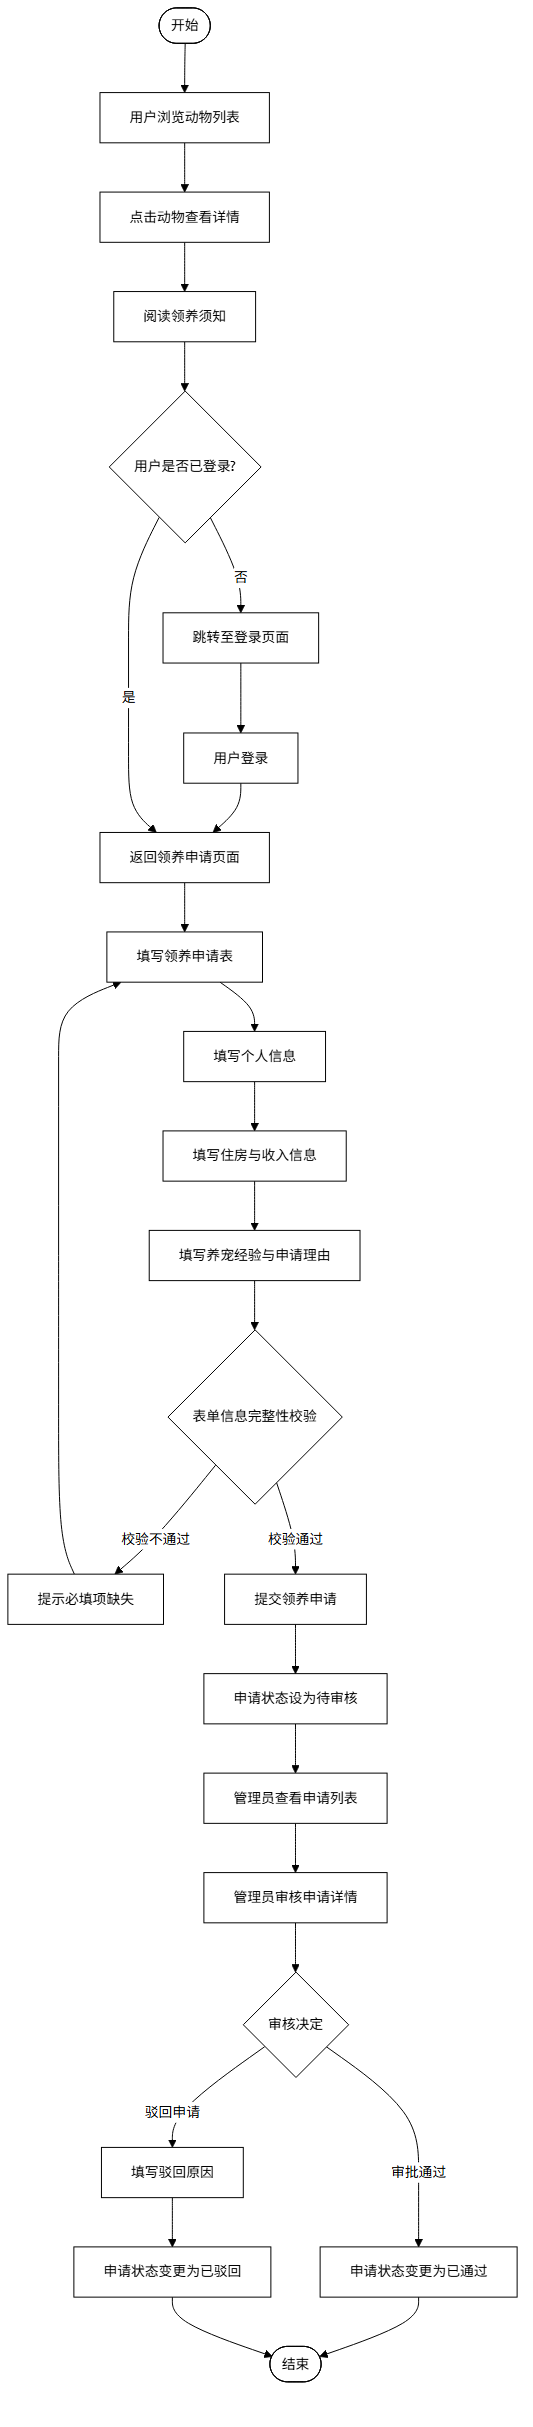 开始
用户浏览动物列表
点击动物查看详情
阅读领养须知
用户是否已登录?
否
跳转至登录页面
是
用户登录
返回领养申请页面
填写领养申请表
填写个人信息
填写住房与收入信息
填写养宠经验与申请理由
表单信息完整性校验
校验不通过
校验通过
提示必填项缺失
提交领养申请
申请状态设为待审核
管理员查看申请列表
管理员审核申请详情
审核决定
驳回申请
填写驳回原因
审批通过
申请状态变更为已驳回
申请状态变更为已通过
结束